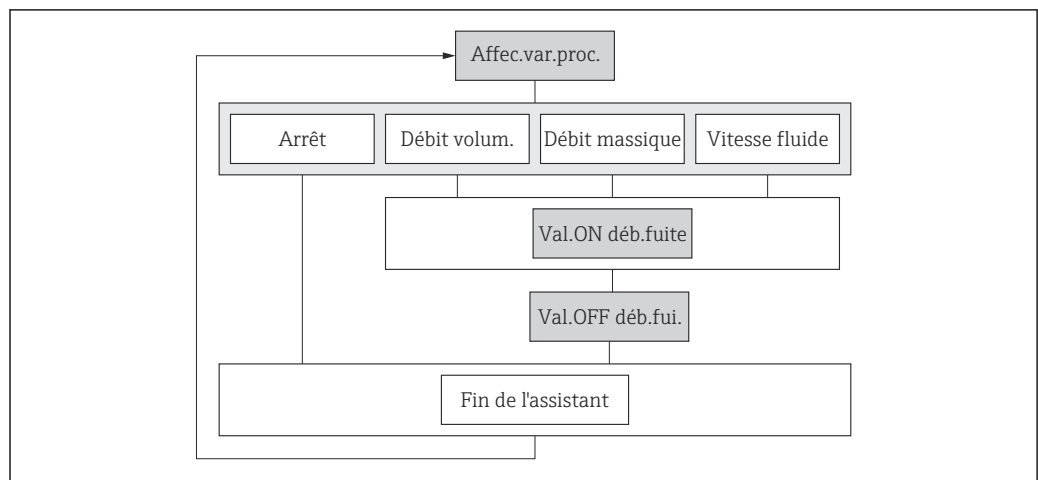 Affec.var.proc.
Arrêt
Débit volum.
Débit massique
Vitesse fluide
Val.ON déb.fuite
Val.OFF déb.fui.
Fin de l'assistant